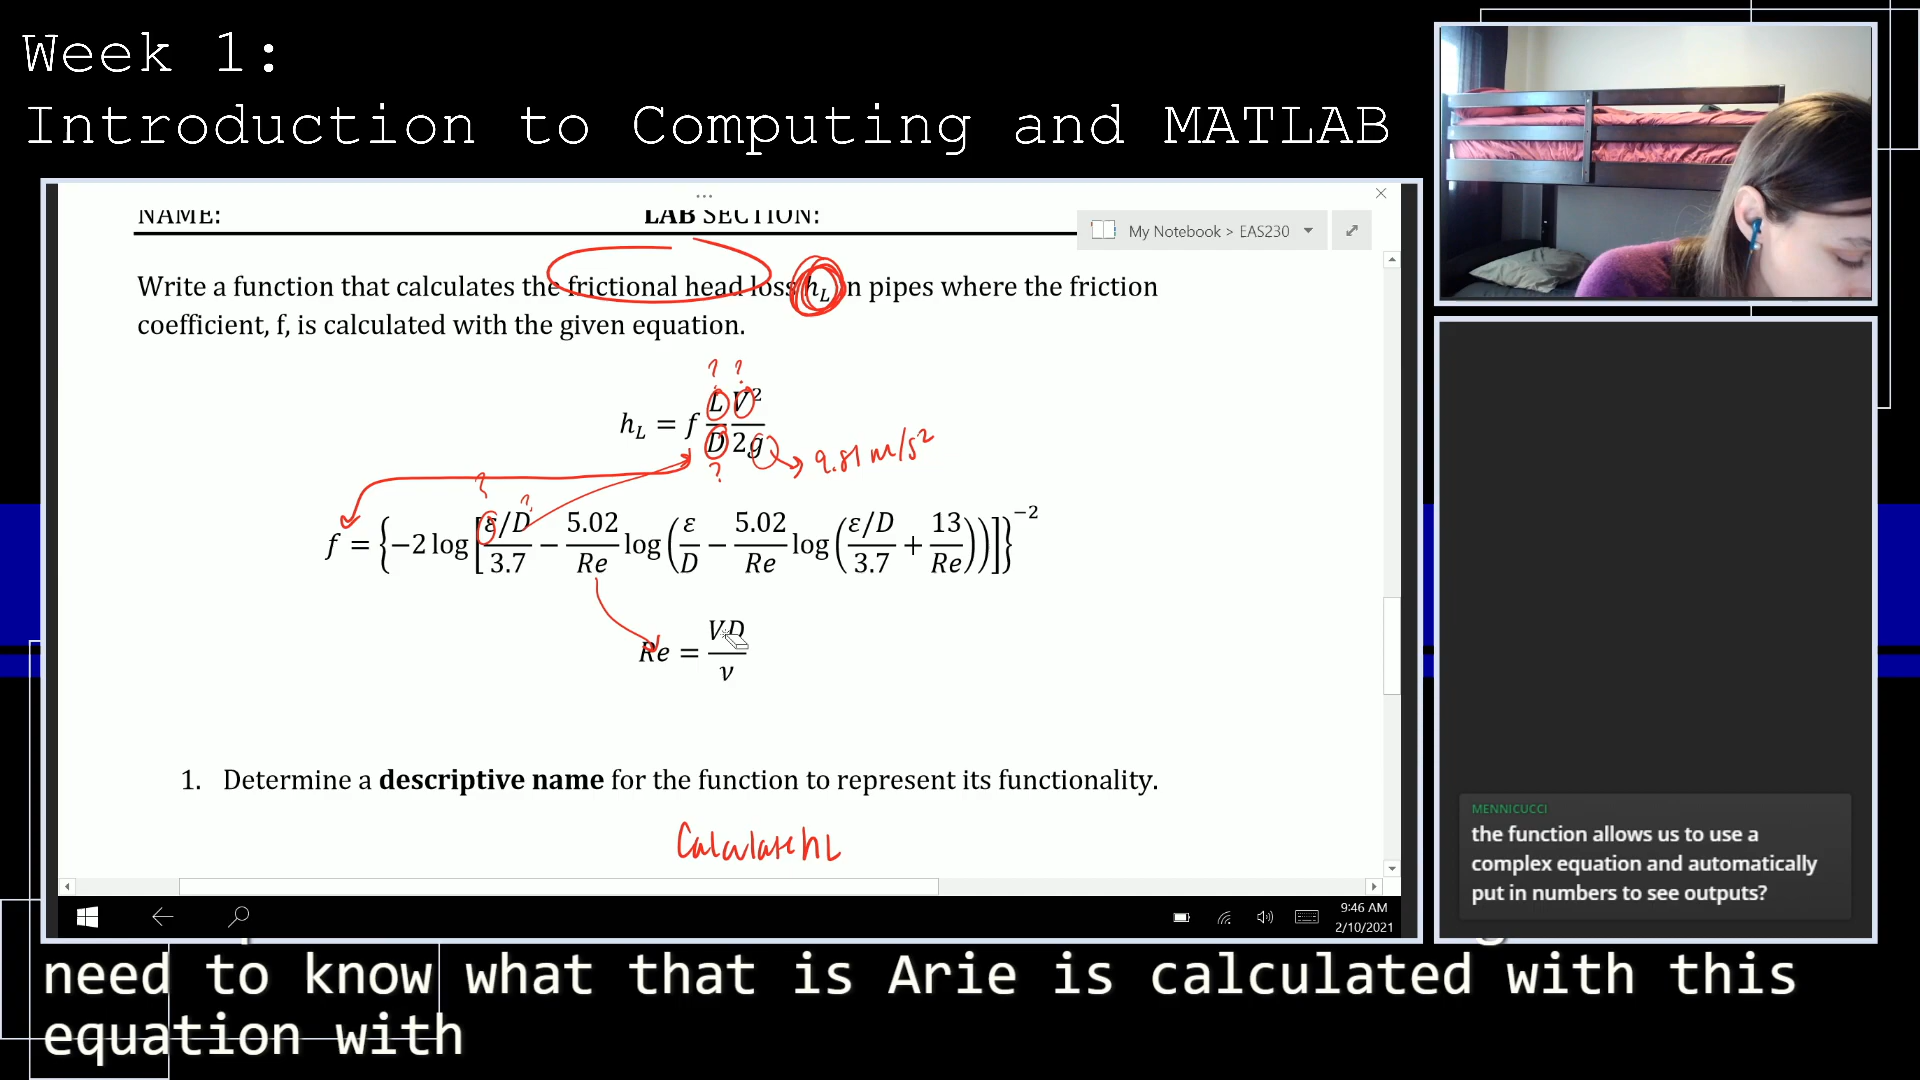 Week 1:
Introduction to Computing and MATLAB
NAME: LAB SECTION:
My Notebook > EAS230
Write a function that calculates the frictional head loss h_L in pipes where the friction
coefficient, f, is calculated with the given equation.
? ?
h_L = f L/D V²/2g
9.81 m/s²
?
? ?
f = {−2 log [ε/D/3.7 − 5.02/Re log (ε/D − 5.02/Re log (ε/D/3.7 + 13/Re))]}⁻²
Re = VD/ν
1. Determine a descriptive name for the function to represent its functionality.
Calculate hL
MENNICUCCI
the function allows us to use a
complex equation and automatically
put in numbers to see outputs?
9:46 AM
2/10/2021
need to know what that is Arie is calculated with this
equation with